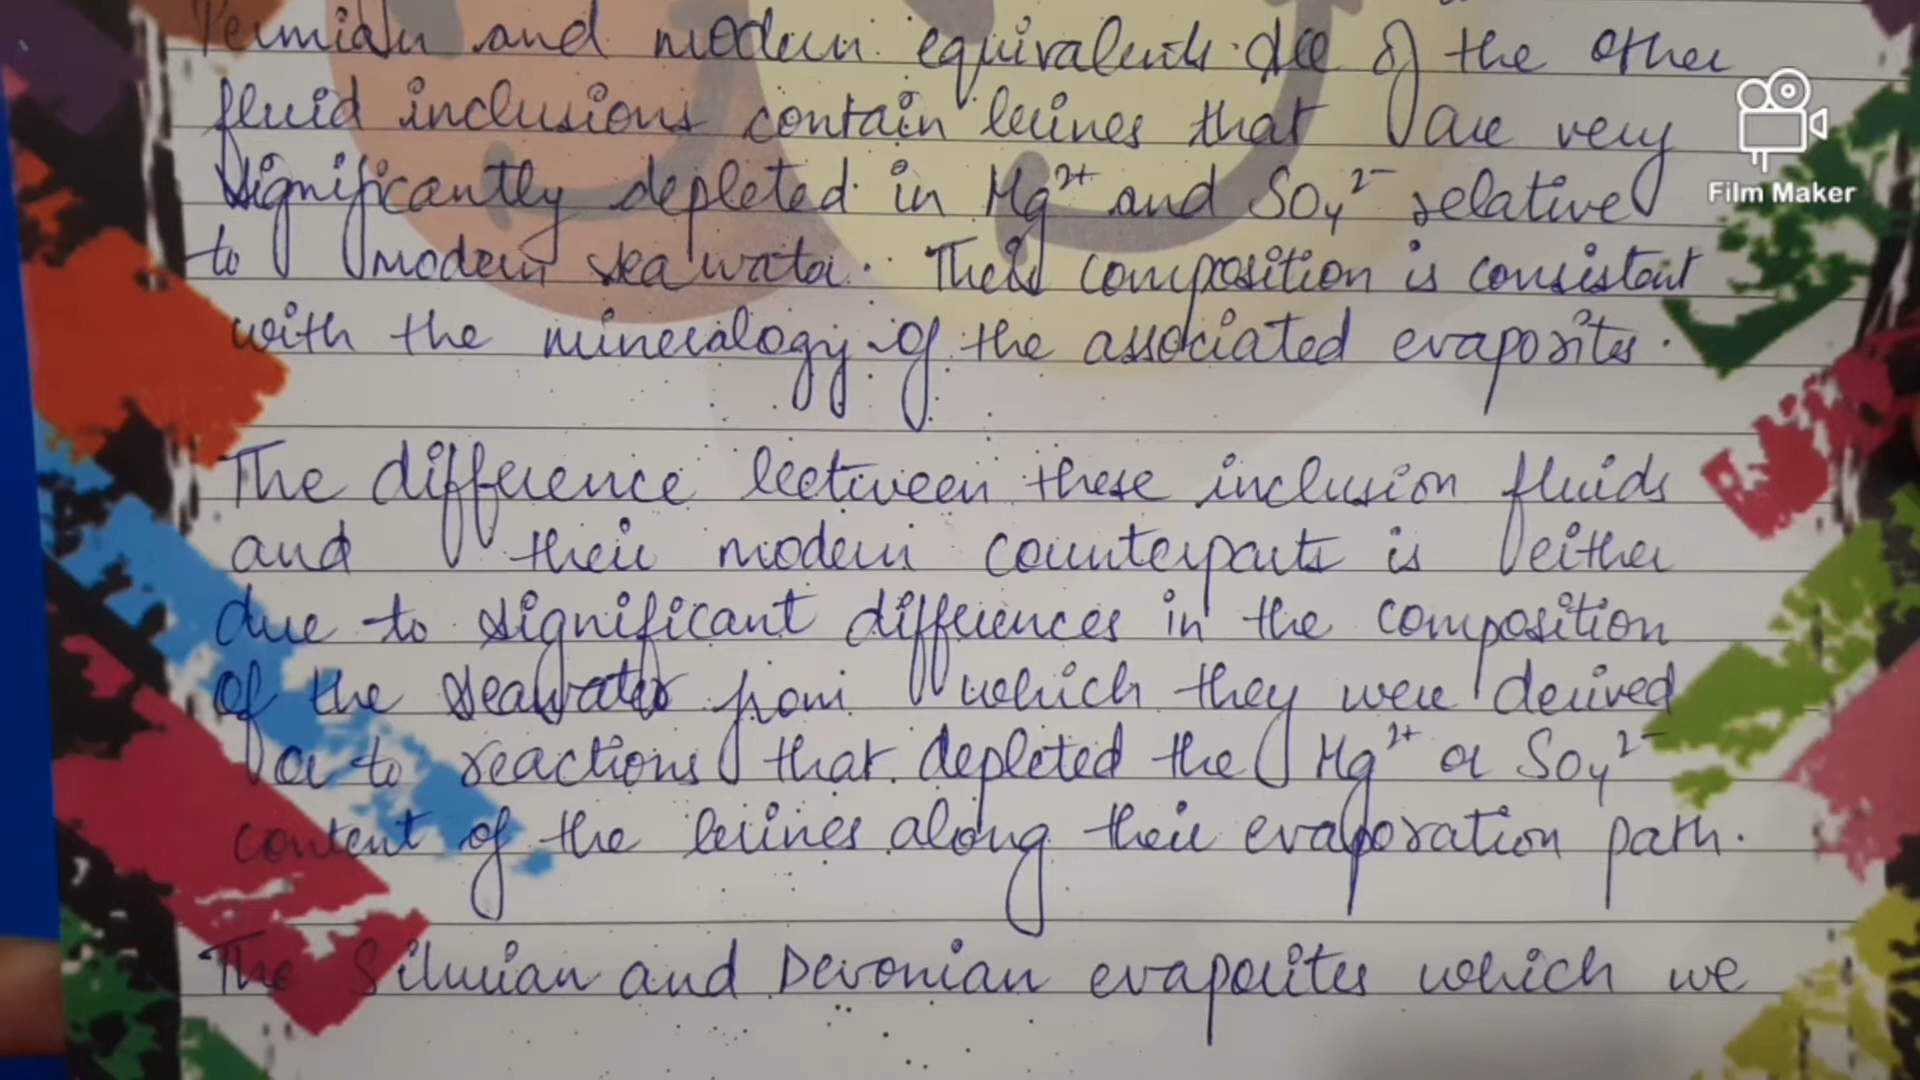 Permian and modern equivalents. All of the other
fluid inclusions contain brines that are very
significantly depleted in Mg²⁺ and SO₄²⁻ relative
to modern seawater. Their composition is consistent
with the mineralogy of the associated evaporites.
The difference between these inclusion fluids
and their modern counterparts is either
due to significant differences in the composition
of the seawater from which they were derived
or to reactions that depleted the Mg²⁺ or SO₄²⁻
content of the brines along their evaporation path.
The Silurian and Devonian evaporites which we
Film Maker